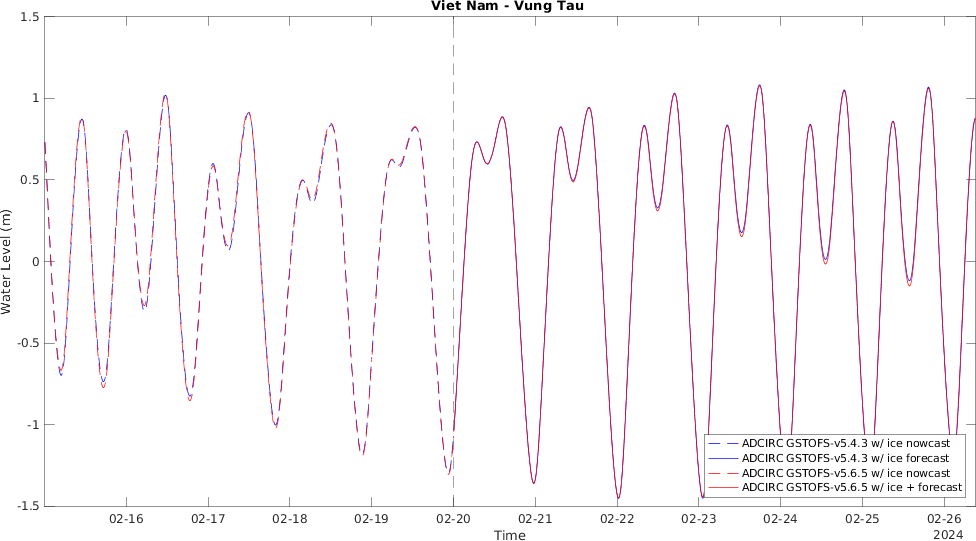 Viet Nam - Vung Tau
1.5
1
0.5
0
-0.5
-1
-1.5
Water Level (m)
02-16
02-17
02-18
02-19
02-20
02-21
02-22
02-23
02-24
02-25
02-26
Time
2024
ADCIRC GSTOFS-v5.4.3 w/ ice nowcast
ADCIRC GSTOFS-v5.4.3 w/ ice forecast
ADCIRC GSTOFS-v5.6.5 w/ ice nowcast
ADCIRC GSTOFS-v5.6.5 w/ ice + forecast